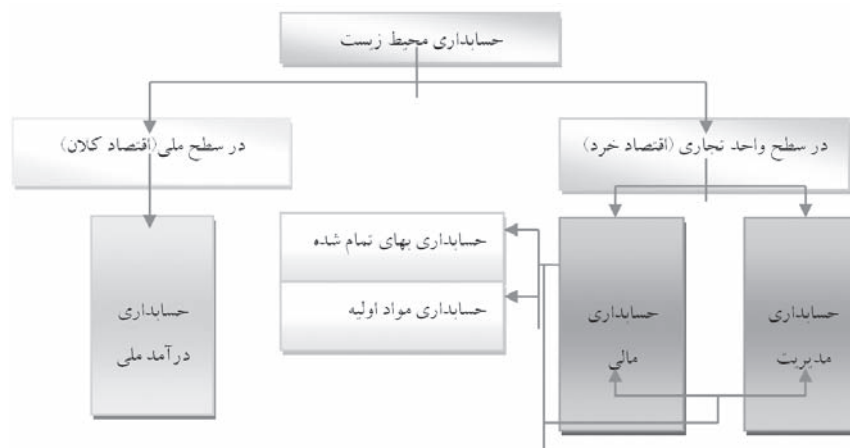 حسابداری محیط زیست
در سطح واحد تجاری (اقتصاد خرد)
در سطح ملی(اقتصاد کلان)
حسابداری
مدیریت
حسابداری
مالی
حسابداری بهای تمام شده
حسابداری مواد اولیه
حسابداری
درآمد ملی